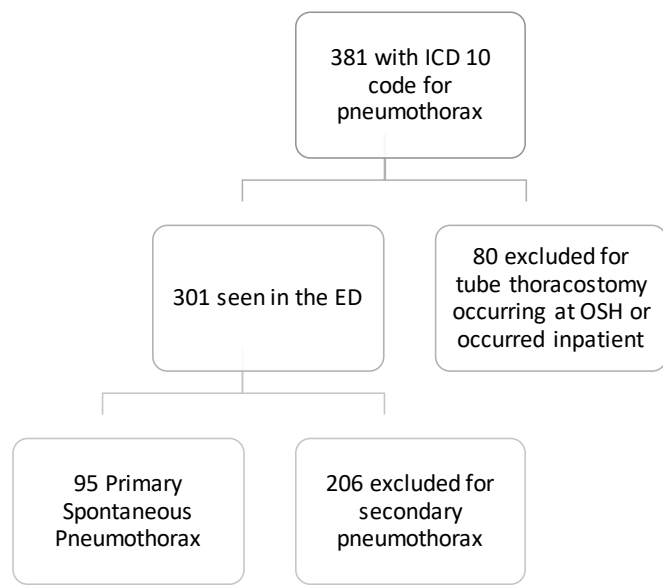 381 with ICD 10
code for
pneumothorax
301 seen in the ED
80 excluded for
tube thoracostomy
occurring at OSH or
occurred inpatient
95 Primary
Spontaneous
Pneumothorax
206 excluded for
secondary
pneumothorax